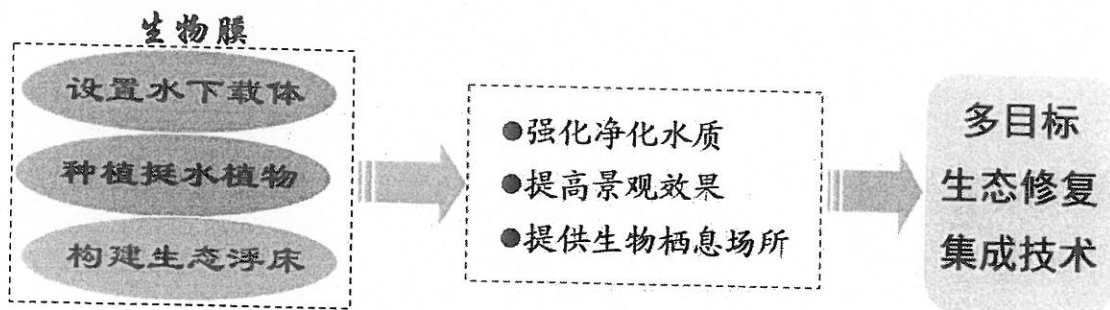 生物膜
设置水下载体
种植挺水植物
构建生态浮床
●强化净化水质
●提高景观效果
●提供生物栖息场所
多目标
生态修复
集成技术